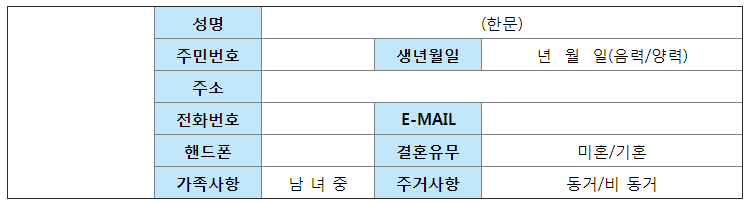 성명 (한문)
주민번호 생년월일 년 월 일(음력/양력)
주소
전화번호 E-MAIL
핸드폰 결혼유무 미혼/기혼
가족사항 남 녀 중 주거사항 동거/비 동거